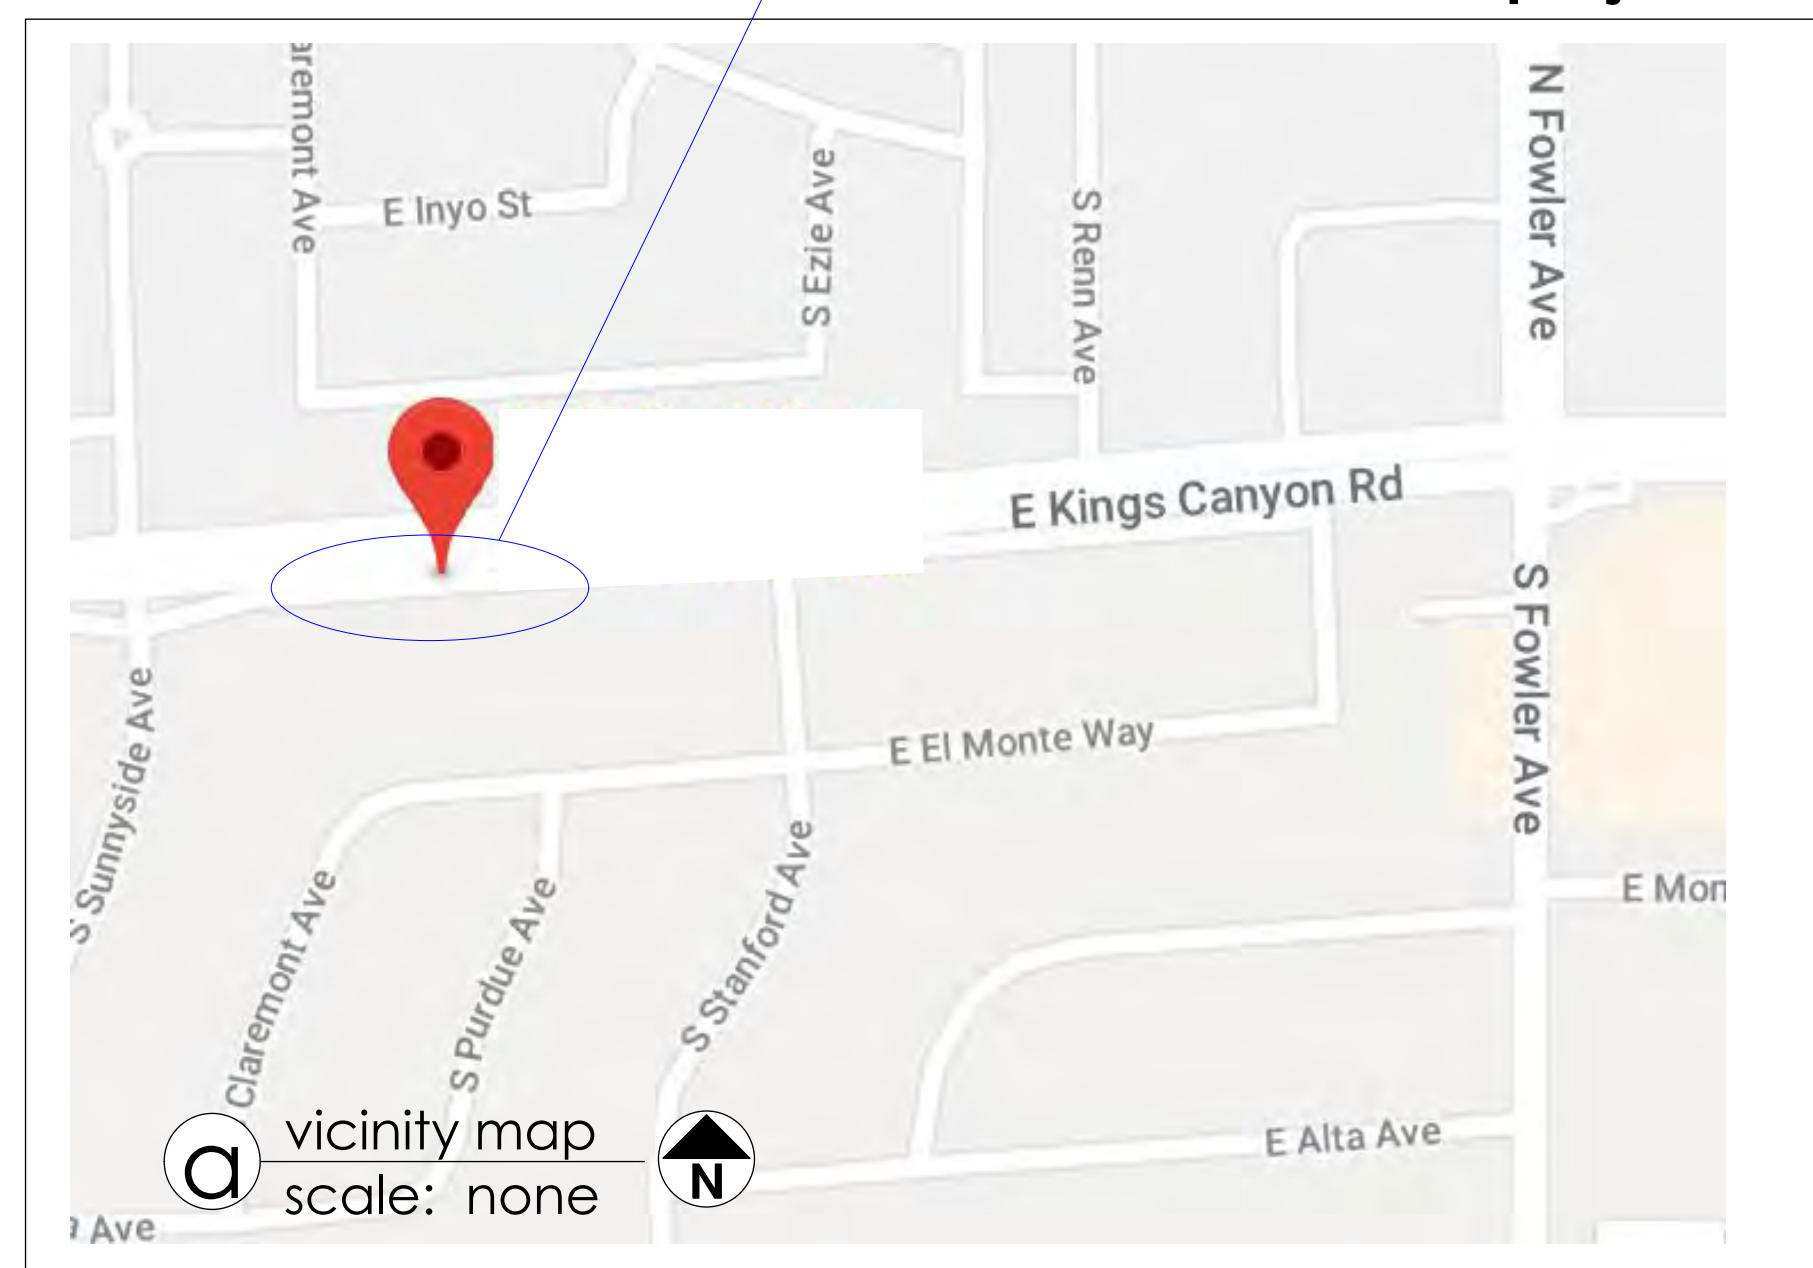 aremont Ave
E Inyo St
S Ezie Ave
S Renn Ave
N Fowler Ave
E Kings Canyon Rd
S Fowler Ave
S Sunnyside Ave
E El Monte Way
Claremont Ave
S Purdue Ave
S Stanford Ave
E Mon
E Alta Ave
a
vicinity map
scale: none
N
a Ave